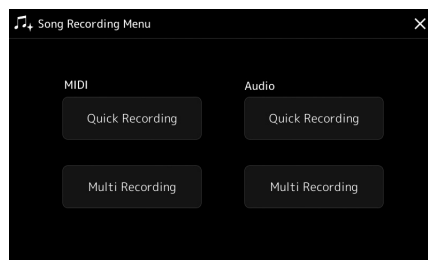 Song Recording Menu
MIDI
Audio
Quick Recording
Quick Recording
Multi Recording
Multi Recording